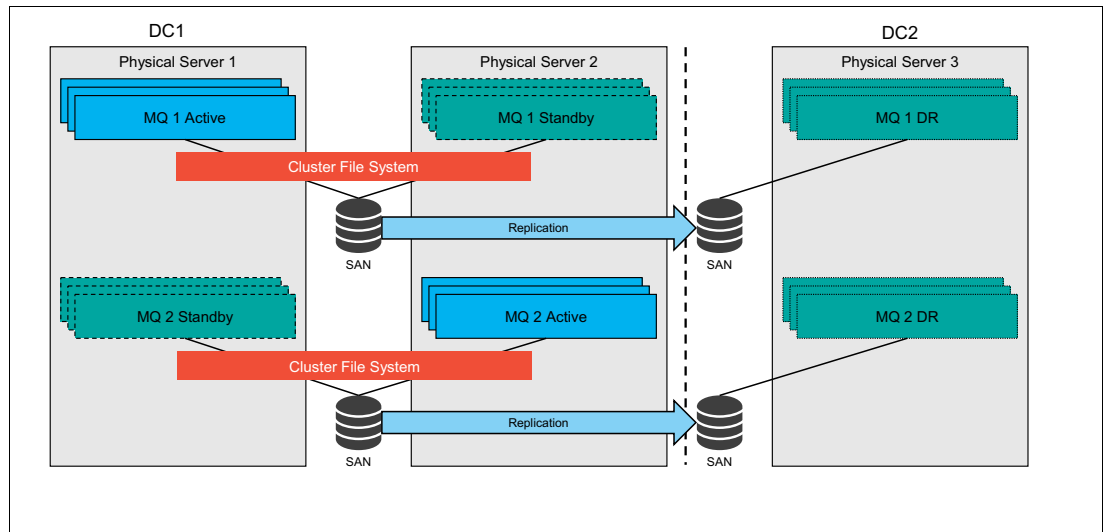 DC1
DC2
Physical Server 1
Physical Server 2
Physical Server 3
MQ 1 Active
MQ 1 Standby
MQ 1 DR
Cluster File System
Replication
SAN
SAN
MQ 2 Standby
MQ 2 Active
MQ 2 DR
Cluster File System
Replication
SAN
SAN